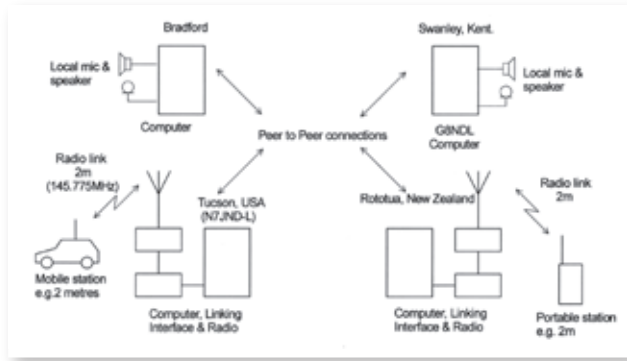 Bradford
Swanley, Kent.
Local mic &
speaker
Local mic &
speaker
Computer
G8NDL
Computer
Peer to Peer connections
Radio link
2m
(145.775MHz)
Tucson, USA
(N7JND-L)
Rototua, New Zealand
Radio link
2m
Mobile station
e.g.2 metres
Computer, Linking
Interface & Radio
Computer, Linking
Interface & Radio
Portable station
e.g. 2m